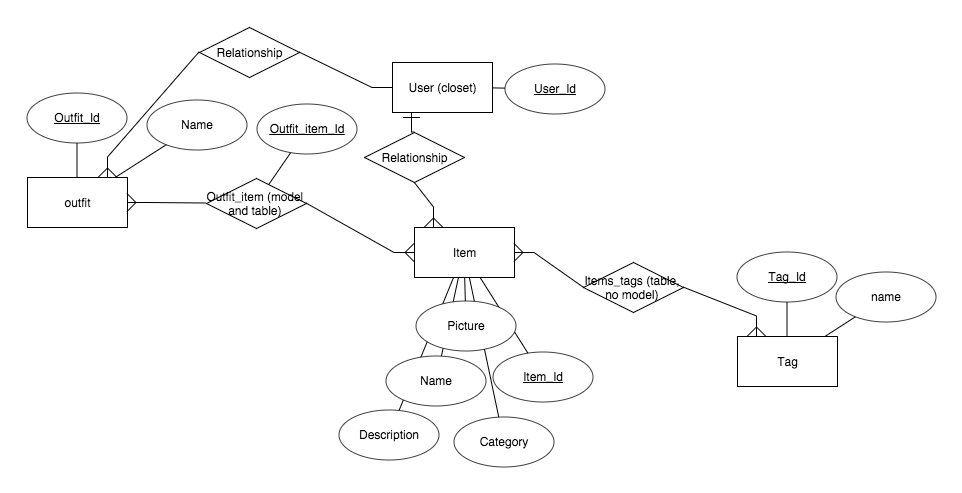 Relationship
User (closet)
User_Id
Outfit_Id
Name
Outfit_item_Id
Relationship
outfit
Outfit_item (model
and table)
Item
Items_tags (table,
no model)
Tag_Id
name
Picture
Tag
Name
Item_Id
Description
Category